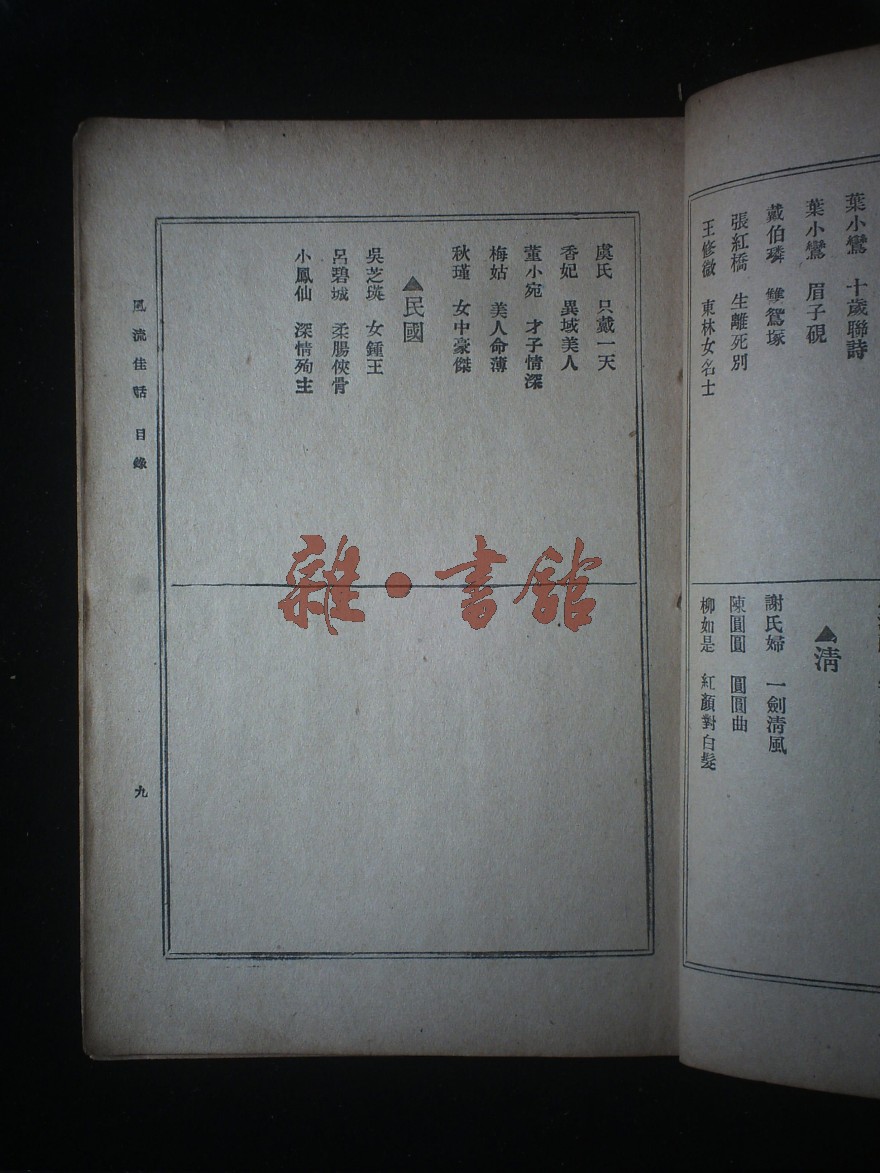 葉小鸞　十歲聯詩
葉小鸞　眉子硯
戴伯璘　雙鴛塚
張紅橋　生離死別
王修微　東林女名士
▲清
謝氏婦　一劍清風
陳圓圓　圓圓曲
柳如是　紅顏對白髮
虞氏　只戴一天
香妃　異域美人
董小宛　才子情深
梅姑　美人命薄
秋瑾　女中豪傑
▲民國
吳芝瑛　女鍾王
呂碧城　柔腸俠骨
小鳳仙　深情殉主
風流佳話　目錄
九
雜·書館